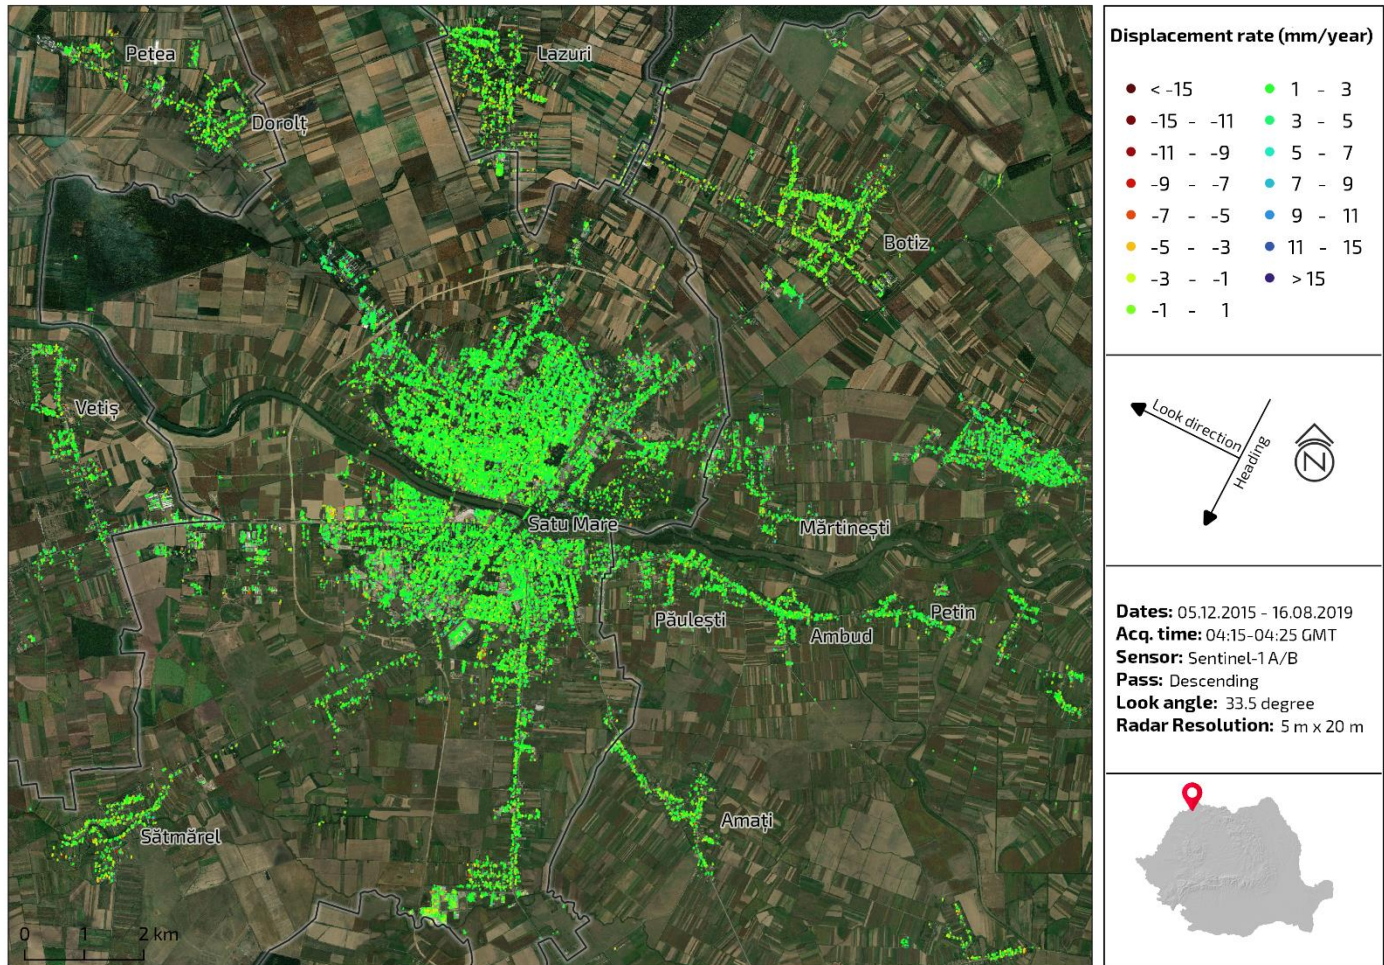 Petea
Dorolț
Lazuri
Botiz
Vetiș
Satu Mare
Mărtinești
Păulești
Ambud
Petin
Sătmărel
Amați
0 1 2 km
Displacement rate (mm/year)
< -15
-15 - -11
-11 - -9
-9 - -7
-7 - -5
-5 - -3
-3 - -1
-1 - 1
1 - 3
3 - 5
5 - 7
7 - 9
9 - 11
11 - 15
> 15
Look direction
Heading
N
Dates: 05.12.2015 - 16.08.2019
Acq. time: 04:15-04:25 GMT
Sensor: Sentinel-1 A/B
Pass: Descending
Look angle: 33.5 degree
Radar Resolution: 5 m x 20 m